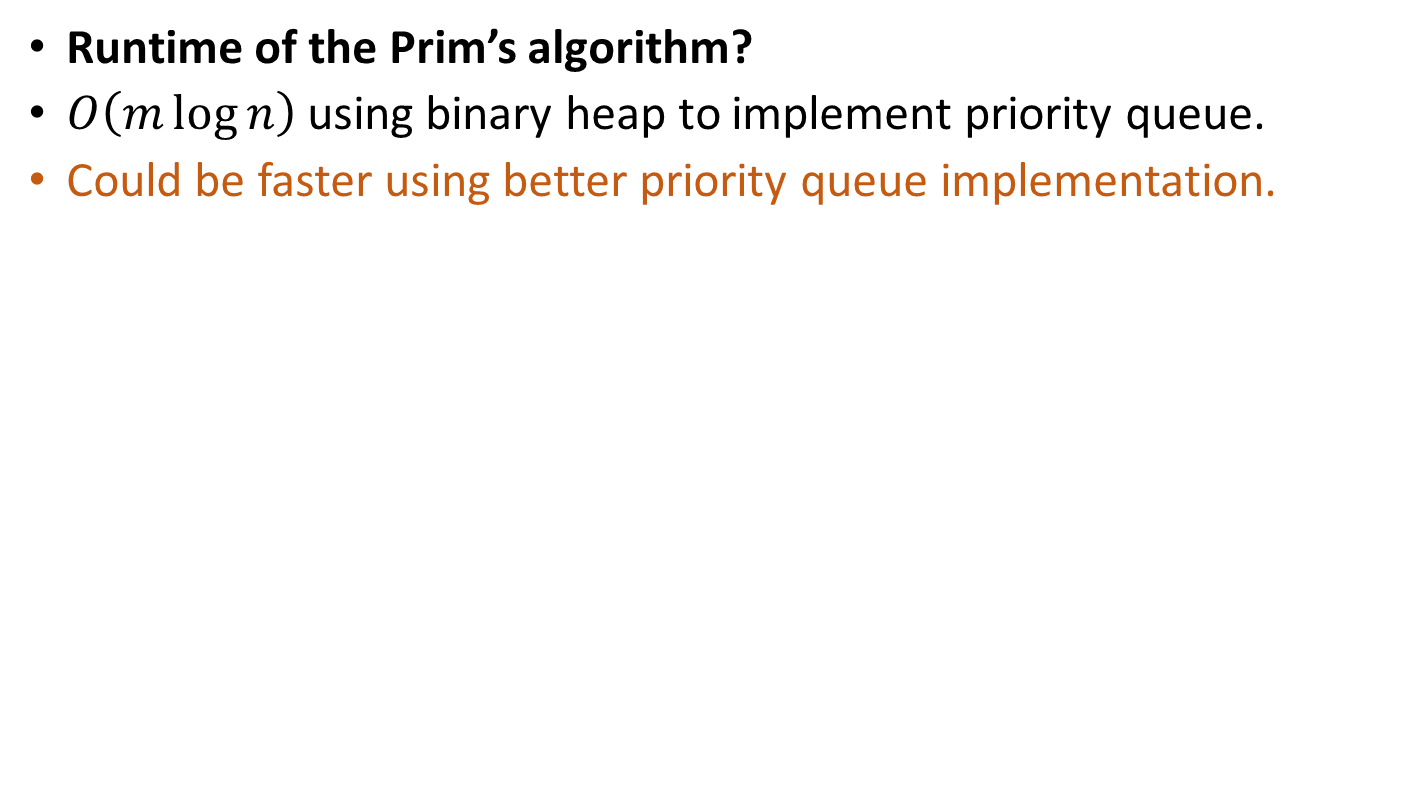 • Runtime of the Prim’s algorithm?
• O(m log n) using binary heap to implement priority queue.
• Could be faster using better priority queue implementation.